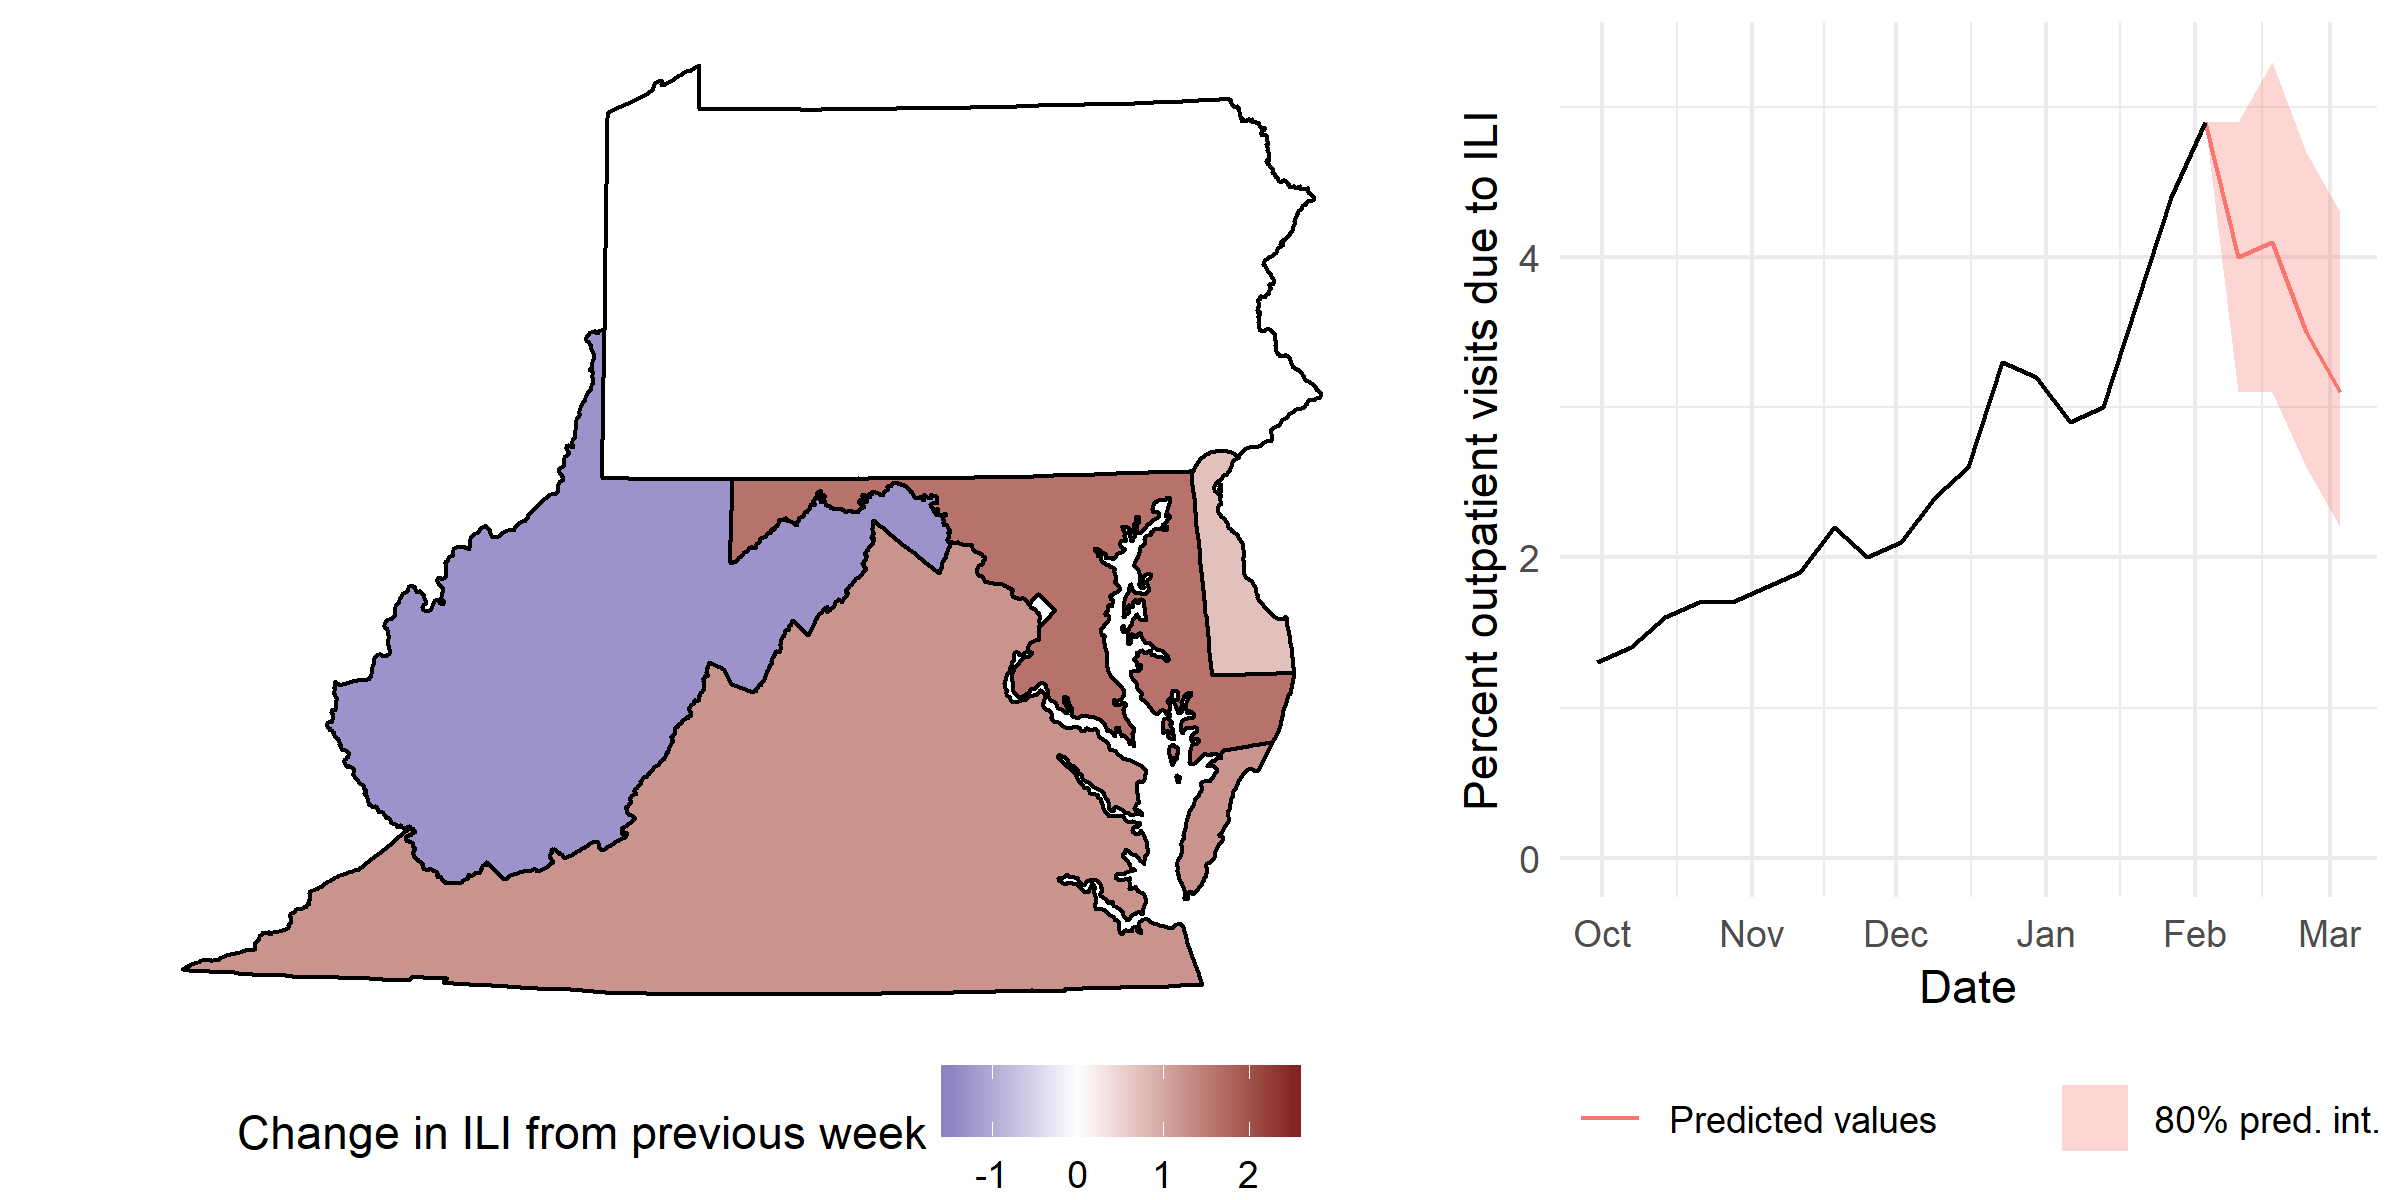 Change in ILI from previous week
-1 0 1 2
Percent outpatient visits due to ILI
4
2
0
Oct Nov Dec Jan Feb Mar
Date
Predicted values
80% pred. int.